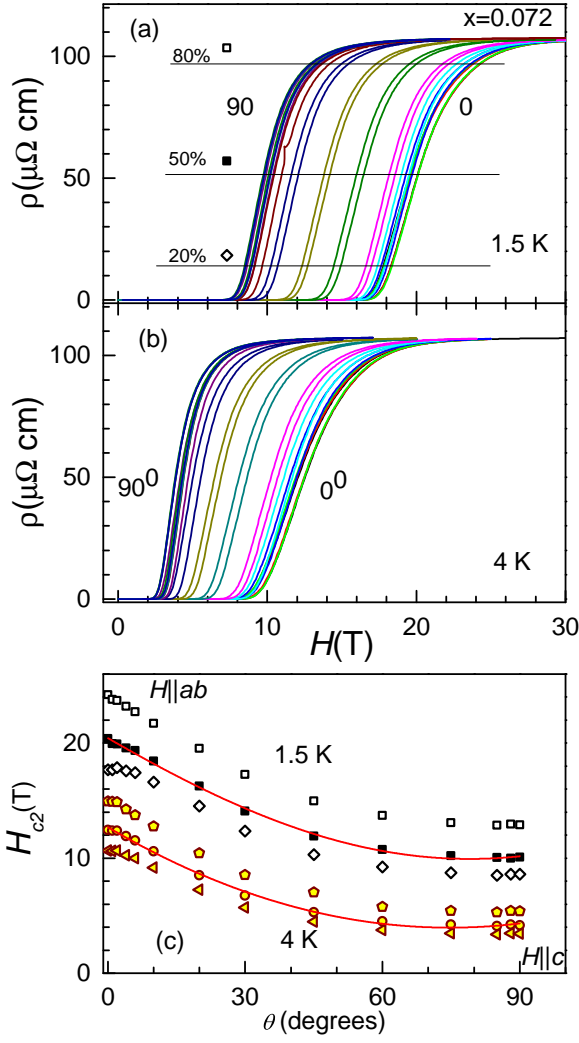 (a)
x=0.072
80%
90
0
50%
20%
1.5 K
ρ(μΩ cm)
100
50
0
(b)
90⁰
0⁰
4 K
ρ(μΩ cm)
100
50
0
0 10 20 30
H(T)
H||ab
1.5 K
4 K
(c)
H||c
H_c2(T)
20
10
0
0 30 60 90
θ (degrees)